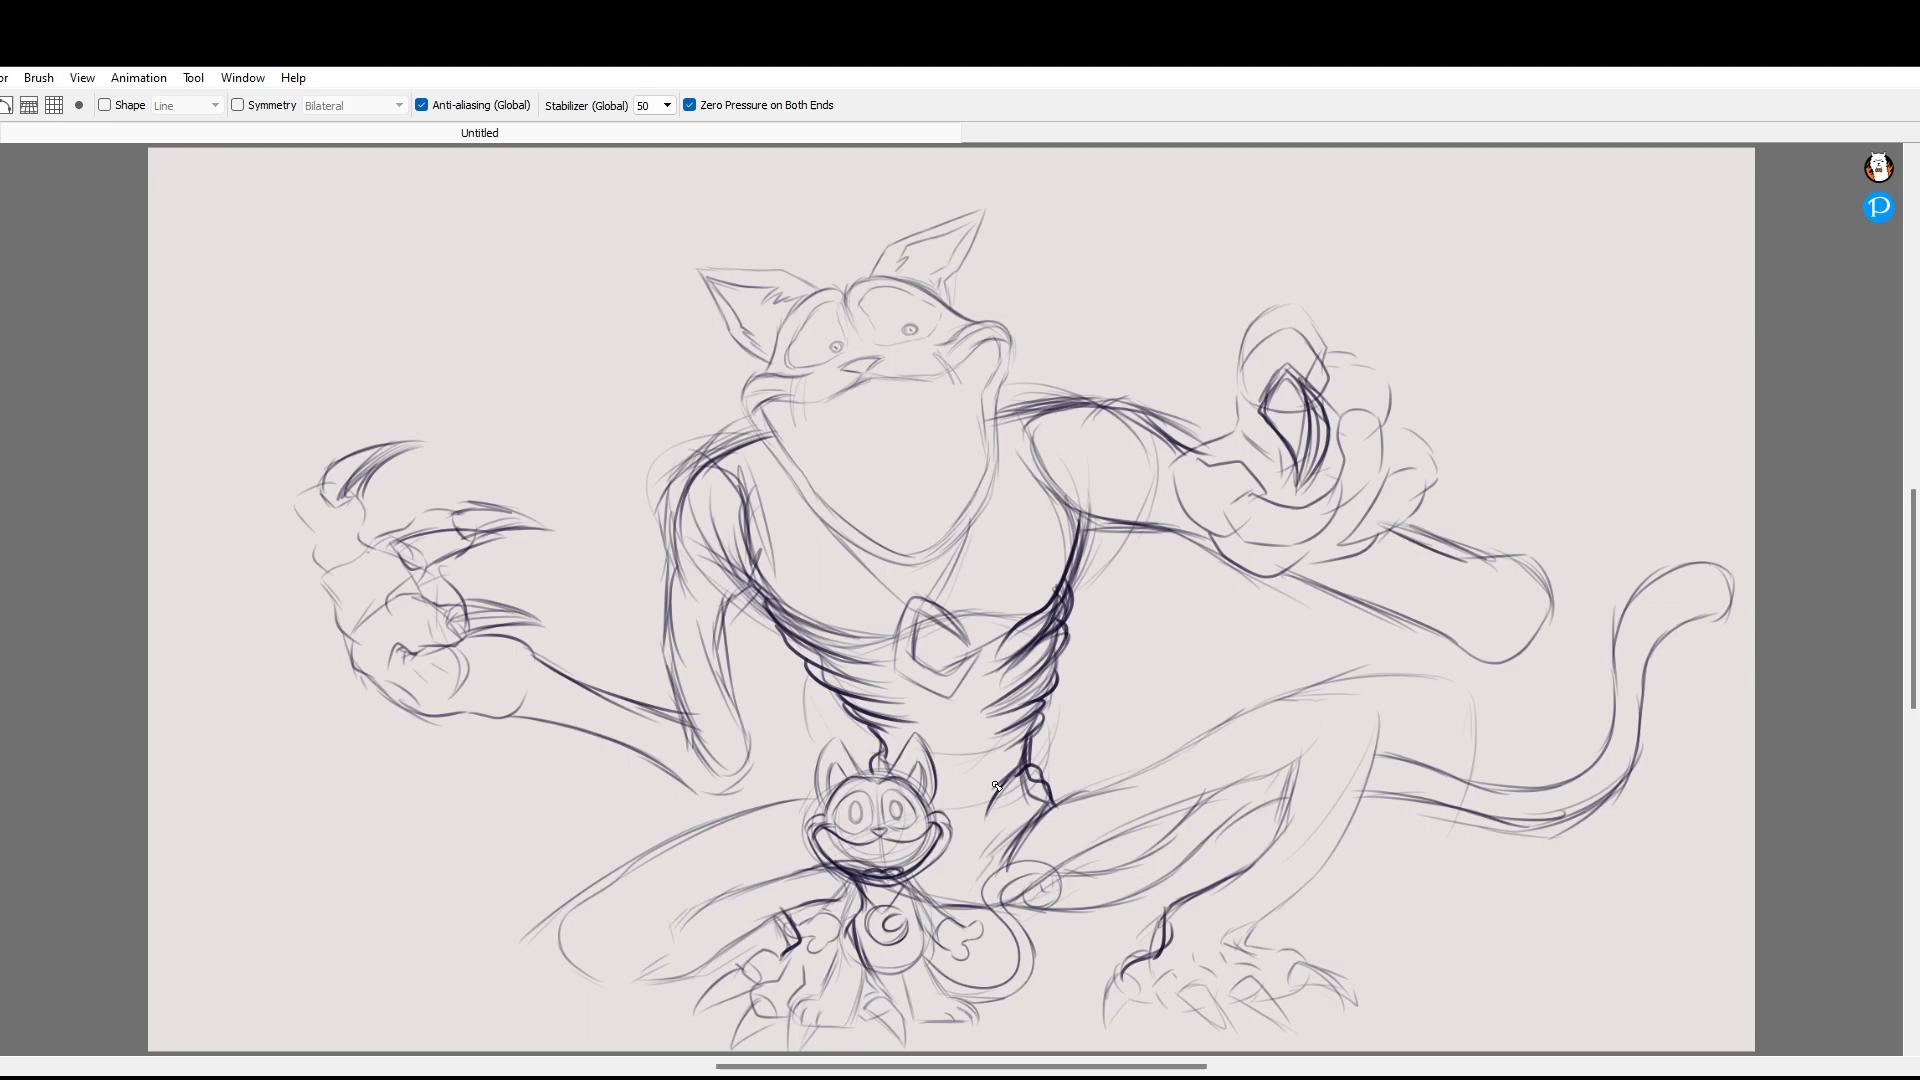 or Brush View Animation Tool Window Help
Shape Line Symmetry Bilateral Anti-aliasing (Global) Stabilizer (Global) 50 Zero Pressure on Both Ends
Untitled
P